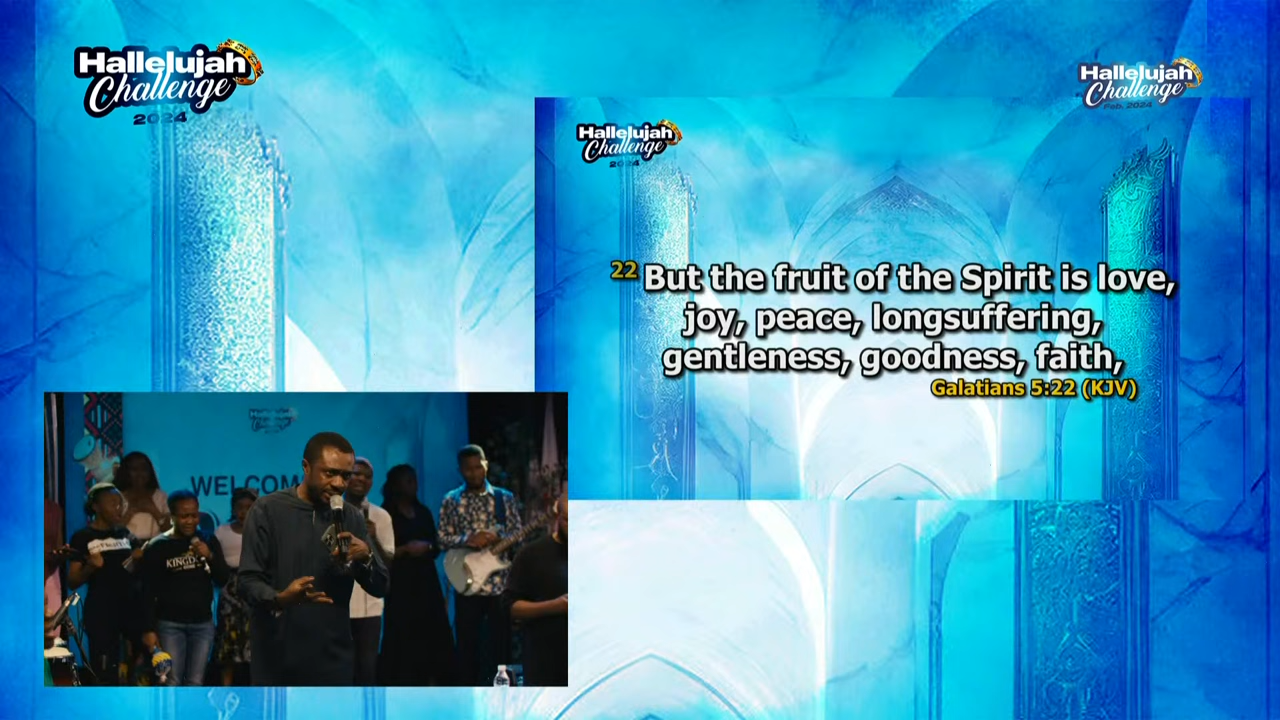 Hallelujah
Challenge
2024
Hallelujah
Challenge
Feb. 2024
Hallelujah
Challenge
2024
22 But the fruit of the Spirit is love,
joy, peace, longsuffering,
gentleness, goodness, faith,
Galatians 5:22 (KJV)
WELCOM